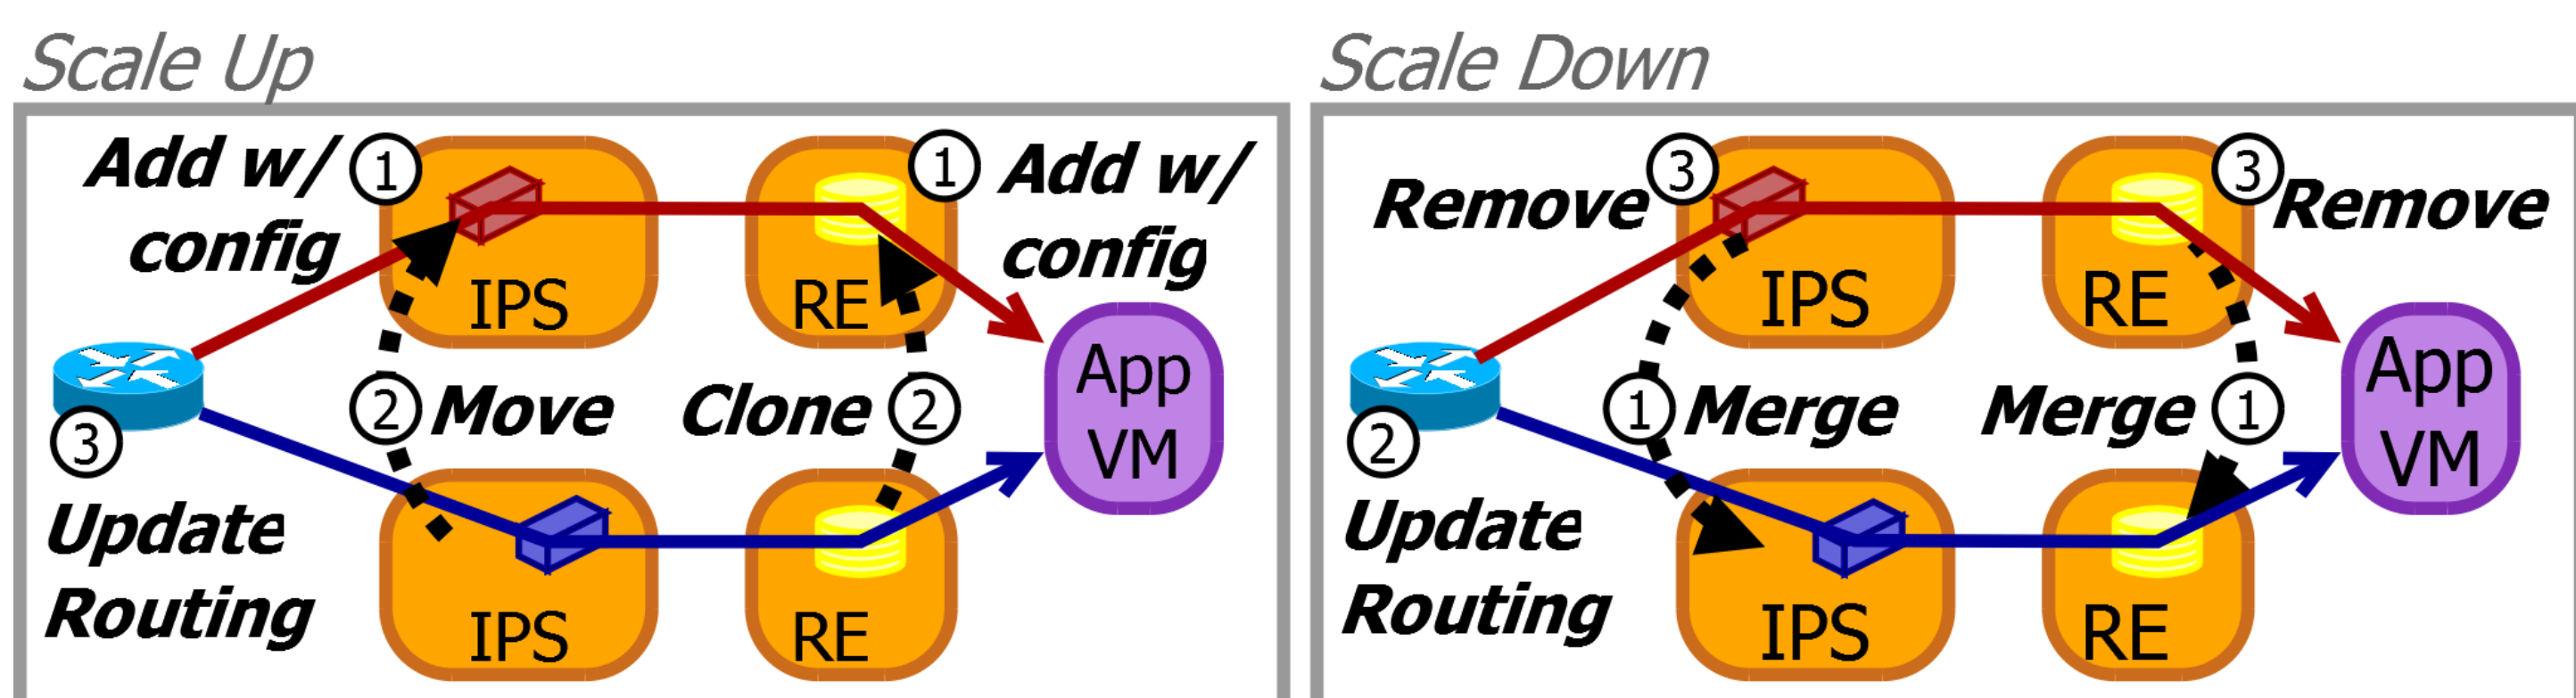 Scale Up
Add w/
config
1
IPS
RE
1
Add w/
config
2
Move
Clone
2
App
VM
3
Update
Routing
IPS
RE
Scale Down
Remove
3
IPS
RE
3
Remove
1
Merge
Merge
1
App
VM
2
Update
Routing
IPS
RE